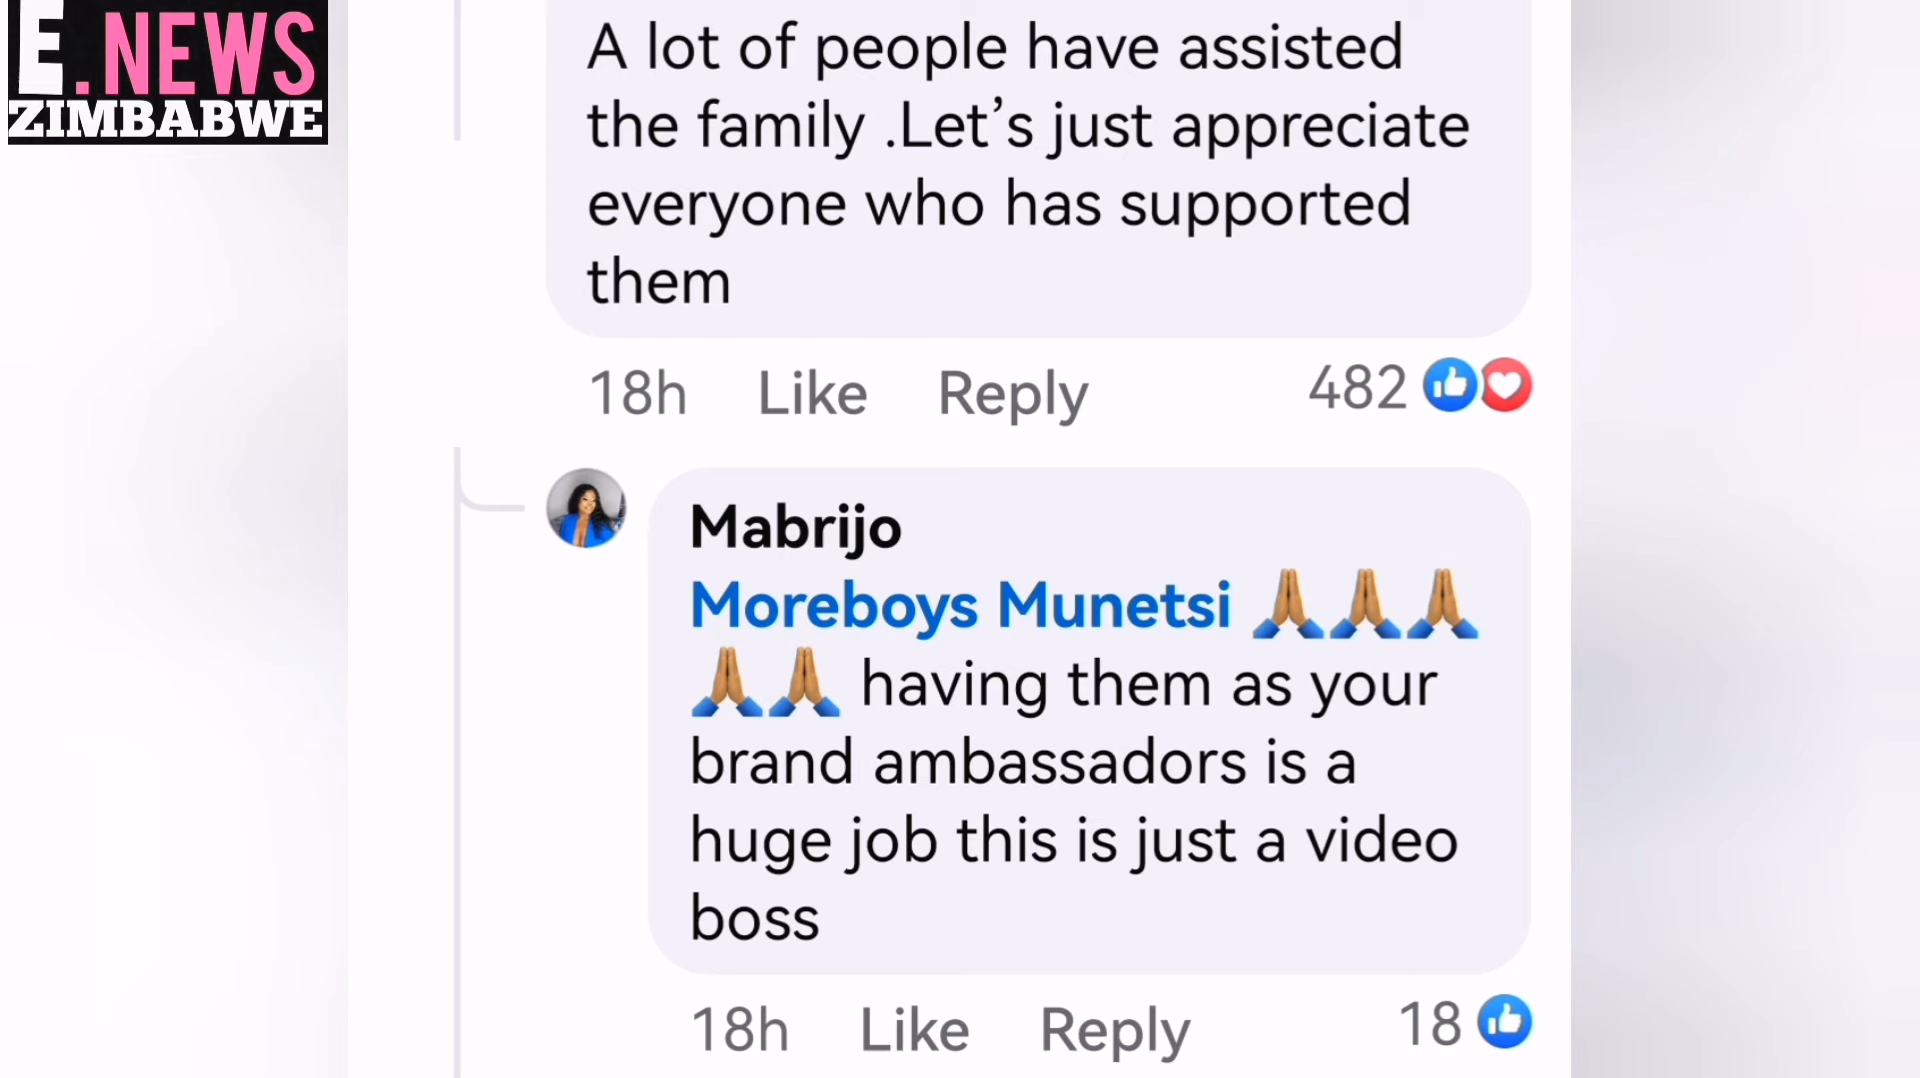 E.NEWS
ZIMBABWE
A lot of people have assisted
the family .Let’s just appreciate
everyone who has supported
them
18h Like Reply 482
Mabrijo
Moreboys Munetsi 🙏🏽🙏🏽🙏🏽
🙏🏽🙏🏽 having them as your
brand ambassadors is a
huge job this is just a video
boss
18h Like Reply 18